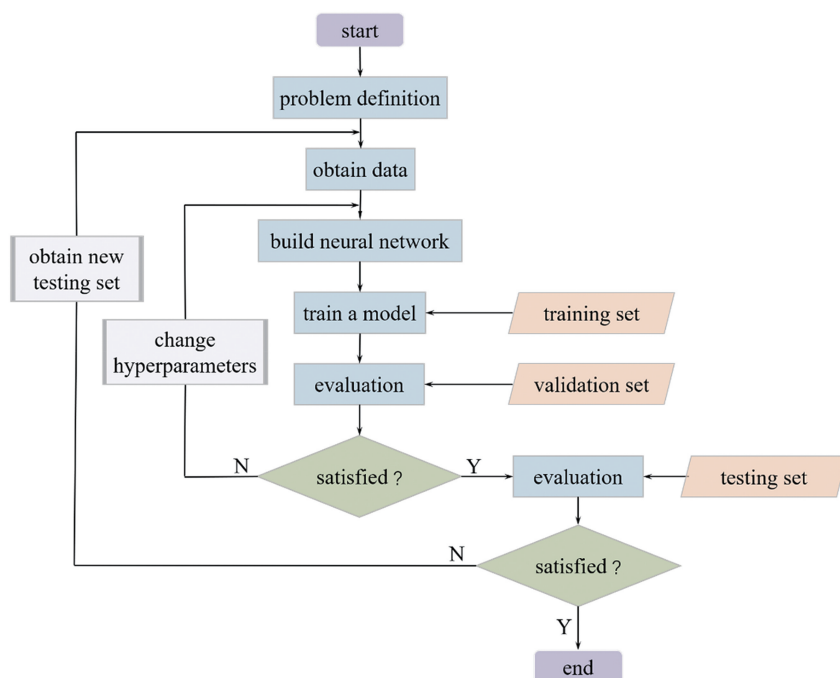 start
problem definition
obtain data
build neural network
obtain new
testing set
train a model
training set
change
hyperparameters
evaluation
validation set
N
satisfied ?
Y
evaluation
testing set
N
satisfied ?
Y
end